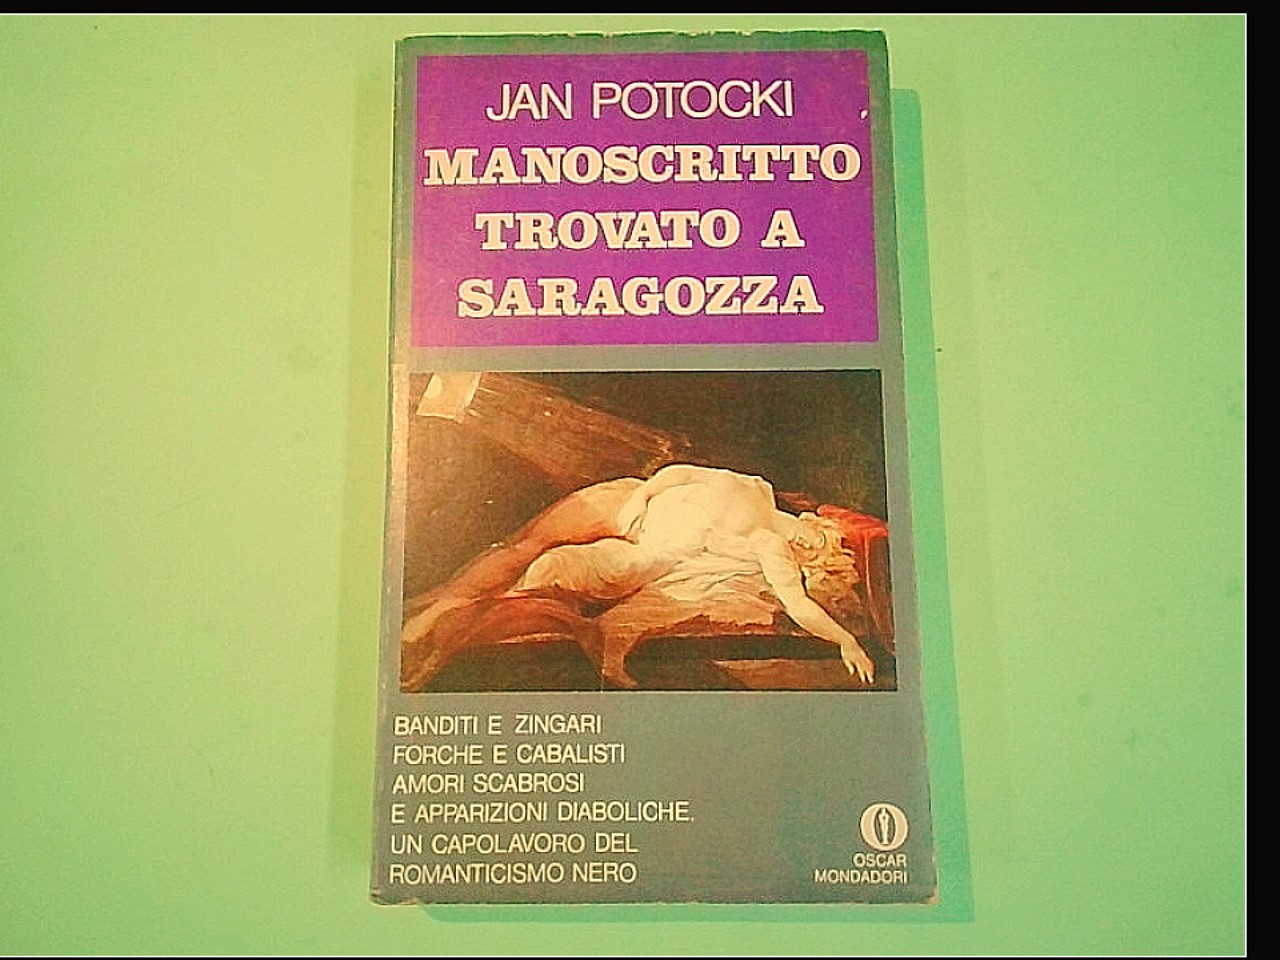 JAN POTOCKI
MANOSCRITTO
TROVATO A
SARAGOZZA
BANDITI E ZINGARI
FORCHE E CABALISTI
AMORI SCABROSI
E APPARIZIONI DIABOLICHE.
UN CAPOLAVORO DEL
ROMANTICISMO NERO
OSCAR
MONDADORI